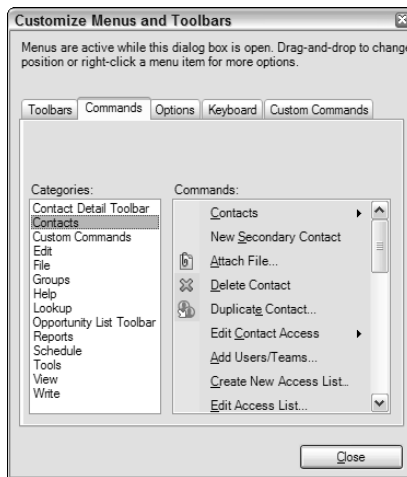 Customize Menus and Toolbars
Menus are active while this dialog box is open. Drag-and-drop to change
position or right-click a menu item for more options.
Toolbars Commands Options Keyboard Custom Commands
Categories:
Contact Detail Toolbar
Contacts
Custom Commands
Edit
File
Groups
Help
Lookup
Opportunity List Toolbar
Reports
Schedule
Tools
View
Write
Commands:
Contacts
New Secondary Contact
Attach File...
Delete Contact
Duplicate Contact...
Edit Contact Access
Add Users/Teams...
Create New Access List...
Edit Access List...
Close